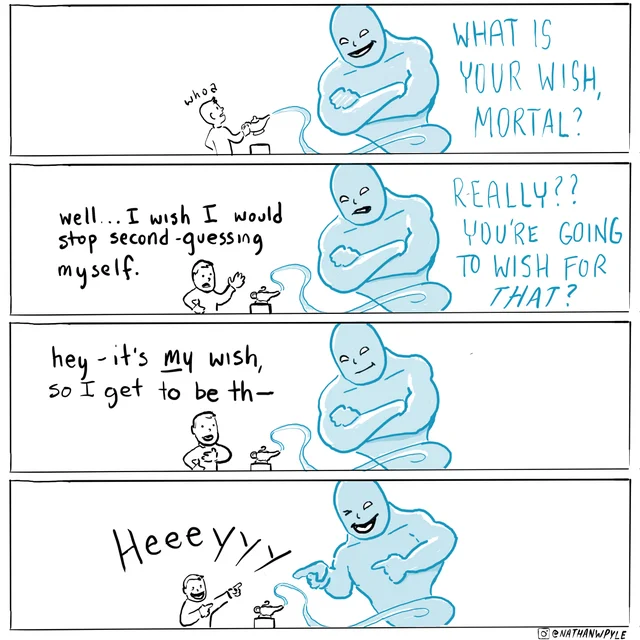 whoa
WHAT IS
YOUR WISH,
MORTAL?
well... I wish I would
stop second-guessing
myself.
REALLY??
YOU'RE GOING
TO WISH FOR
THAT?
hey - it's my wish,
so I get to be th—
Heeeyyy
@NATHANWPYLE